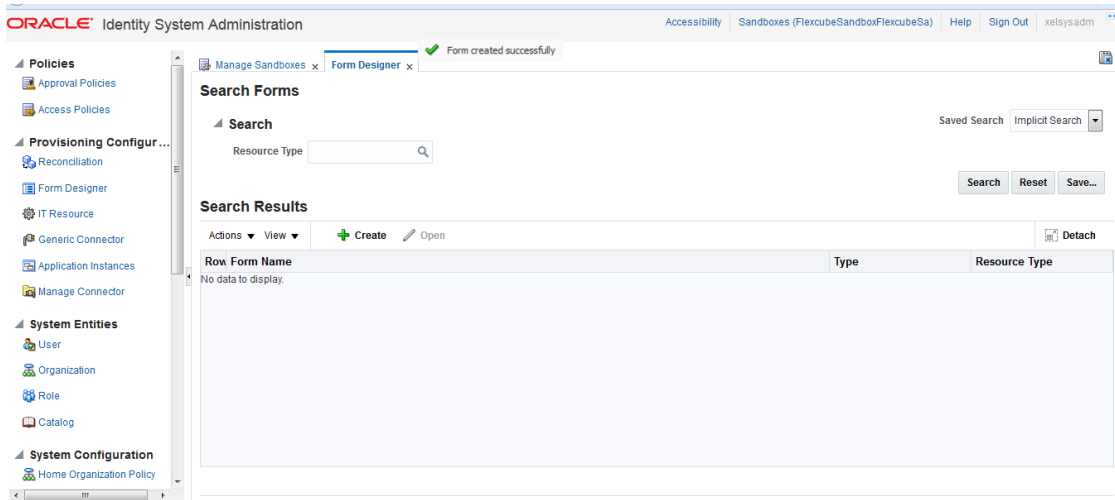 ORACLE® Identity System Administration
Accessibility Sandboxes (FlexcubeSandboxFlexcubeSa) Help Sign Out xelsysadm
Form created successfully
Policies
Approval Policies
Access Policies
Provisioning Configur...
Reconciliation
Form Designer
IT Resource
Generic Connector
Application Instances
Manage Connector
System Entities
User
Organization
Role
Catalog
System Configuration
Home Organization Policy
Manage Sandboxes x Form Designer x
Search Forms
Search
Saved Search Implicit Search
Resource Type
Search Reset Save...
Search Results
Actions View Create Open Detach
Row Form Name Type Resource Type
No data to display.